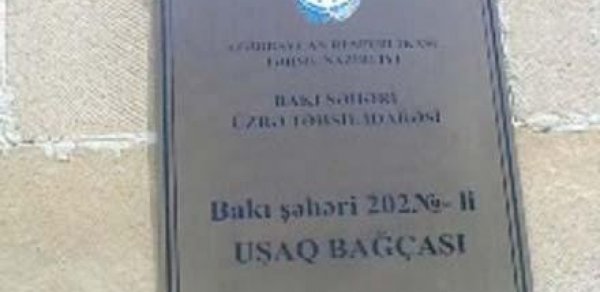 AZƏRBAYCAN RESPUBLİKASI
TƏHSİL NAZİRLİYİ
BAKI ŞƏHƏRİ
ÜZRƏ TƏHSİL İDARƏSİ
Bakı şəhəri 202№- li
UŞAQ BAĞÇASI